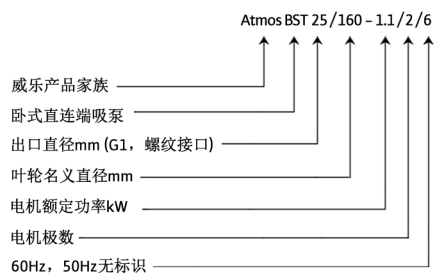 Atmos BST 25/160-1.1/2/6
威乐产品家族
卧式直连端吸泵
出口直径mm (G1，螺纹接口)
叶轮名义直径mm
电机额定功率kW
电机极数
60Hz，50Hz无标识